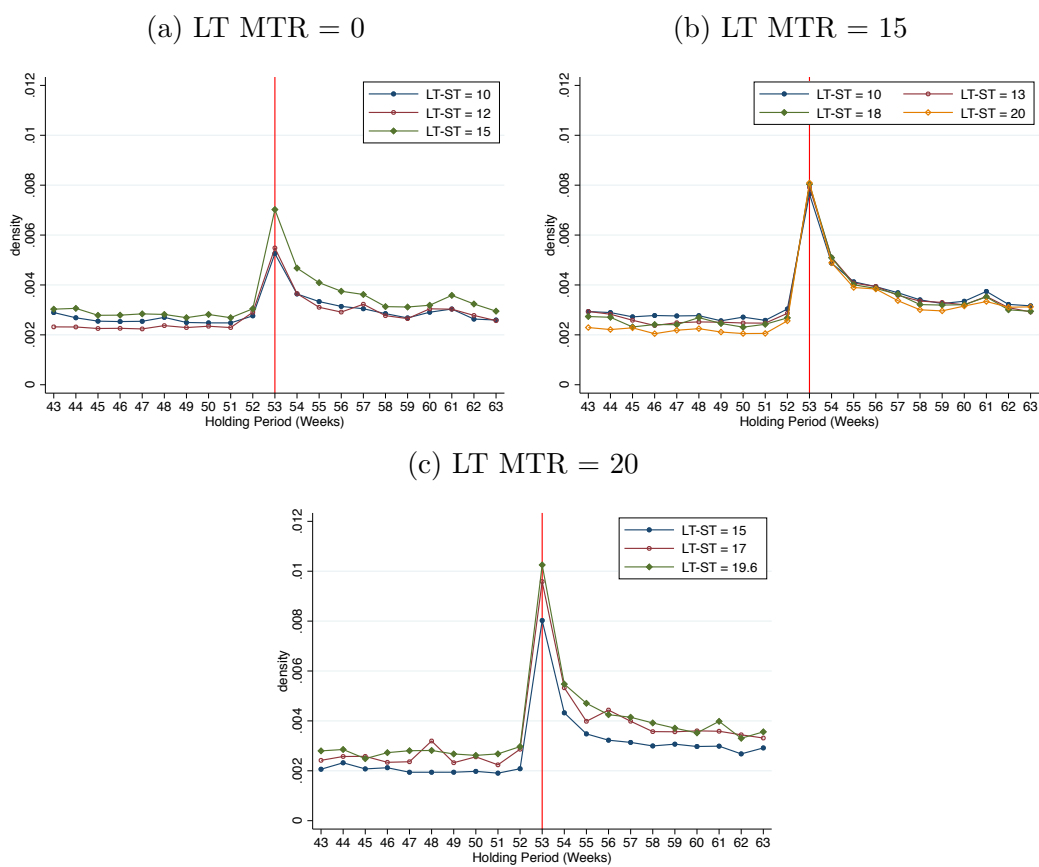 (a) LT MTR = 0
LT-ST = 10
LT-ST = 12
LT-ST = 15
density
0 .002 .004 .006 .008 .01 .012
43 44 45 46 47 48 49 50 51 52 53 54 55 56 57 58 59 60 61 62 63
Holding Period (Weeks)
(b) LT MTR = 15
LT-ST = 10 LT-ST = 13
LT-ST = 18 LT-ST = 20
density
0 .002 .004 .006 .008 .01 .012
43 44 45 46 47 48 49 50 51 52 53 54 55 56 57 58 59 60 61 62 63
Holding Period (Weeks)
(c) LT MTR = 20
LT-ST = 15
LT-ST = 17
LT-ST = 19.6
density
0 .002 .004 .006 .008 .01 .012
43 44 45 46 47 48 49 50 51 52 53 54 55 56 57 58 59 60 61 62 63
Holding Period (Weeks)